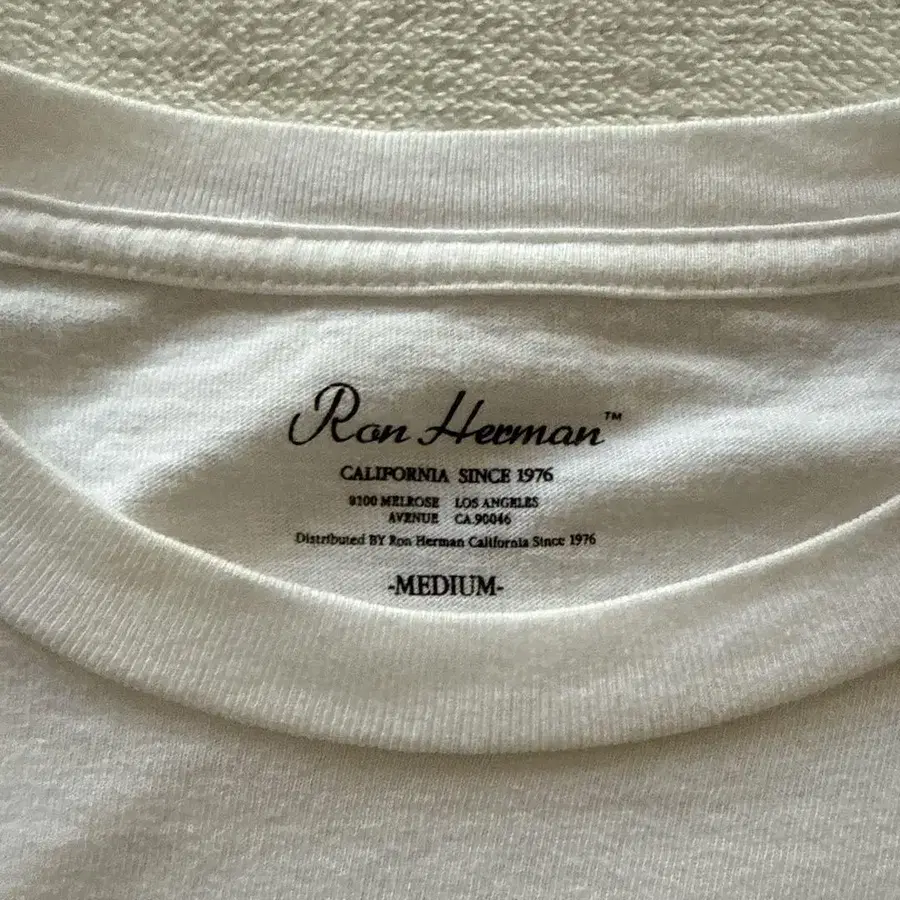 Ron Herman™
CALIFORNIA SINCE 1976
8100 MELROSE LOS ANGELES
AVENUE CA.90046
Distributed BY Ron Herman California Since 1976
-MEDIUM-